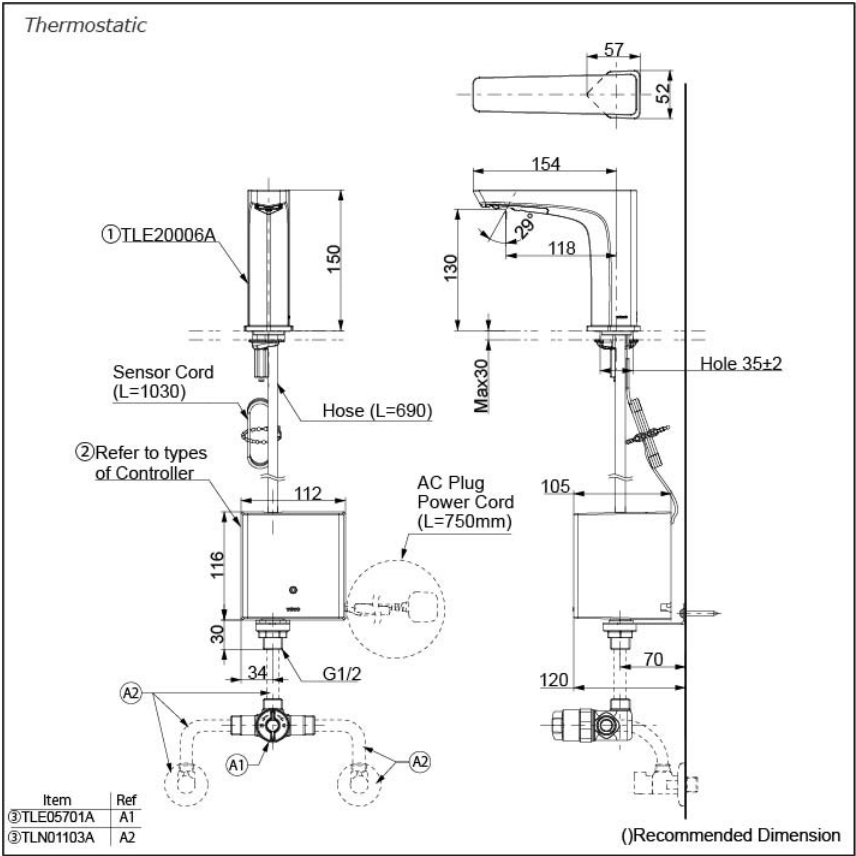 Thermostatic
57
52
154
①TLE20006A
150
130
29°
118
Max30
Hole 35±2
Sensor Cord
(L=1030)
Hose (L=690)
②Refer to types
of Controller
AC Plug
Power Cord
(L=750mm)
112
105
116
30
34
G1/2
70
120
A2
A1
A2
Item Ref
③TLE05701A A1
③TLN01103A A2
()Recommended Dimension